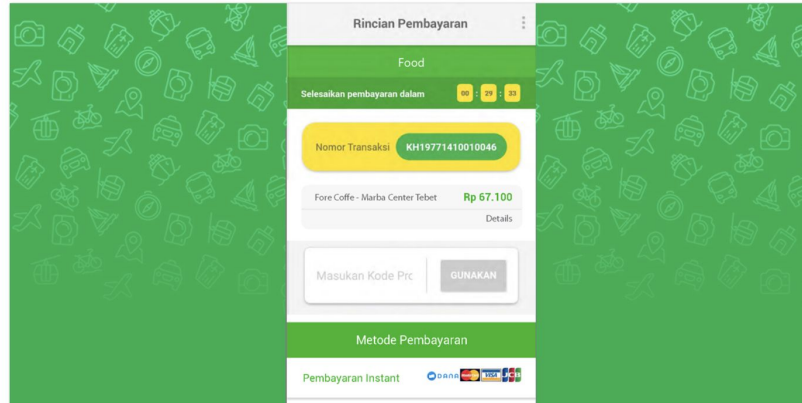 Rincian Pembayaran
Food
Selesaikan pembayaran dalam 00 : 29 : 33
Nomor Transaksi KH19771410010046
Fore Coffe - Marba Center Tebet Rp 67.100
Details
Masukan Kode Prc GUNAKAN
Metode Pembayaran
Pembayaran Instant DANA VISA JCB